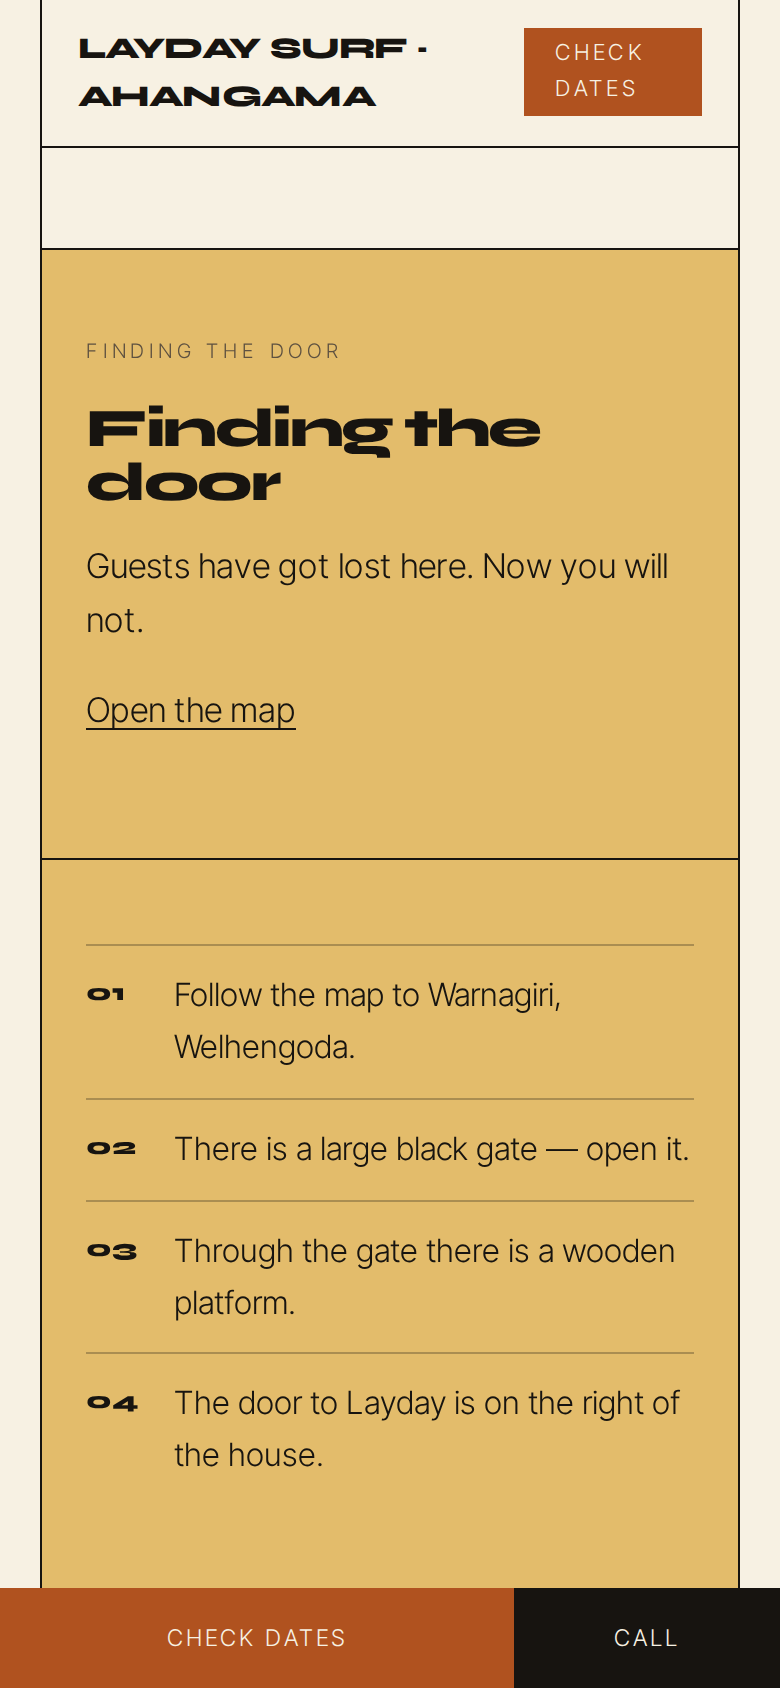 LAYDAY SURF -
AHANGAMA
CHECK
DATES
FINDING THE DOOR
Finding the
door
Guests have got lost here. Now you will
not.
Open the map
01 Follow the map to Warnagiri,
Welhengoda.
02 There is a large black gate — open it.
03 Through the gate there is a wooden
platform.
04 The door to Layday is on the right of
the house.
CHECK DATES
CALL